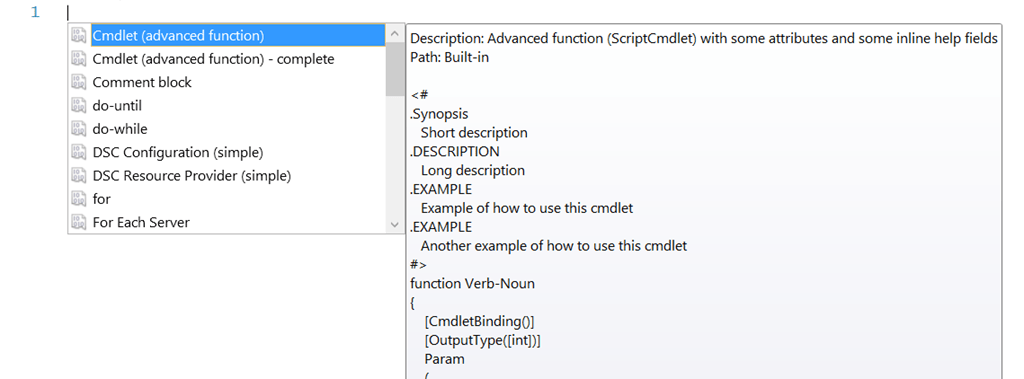 1
Cmdlet (advanced function)
Cmdlet (advanced function) - complete
Comment block
do-until
do-while
DSC Configuration (simple)
DSC Resource Provider (simple)
for
For Each Server
Description: Advanced function (ScriptCmdlet) with some attributes and some inline help fields
Path: Built-in
<#
.Synopsis
Short description
.DESCRIPTION
Long description
.EXAMPLE
Example of how to use this cmdlet
.EXAMPLE
Another example of how to use this cmdlet
#>
function Verb-Noun
{
[CmdletBinding()]
[OutputType([int])]
Param
(